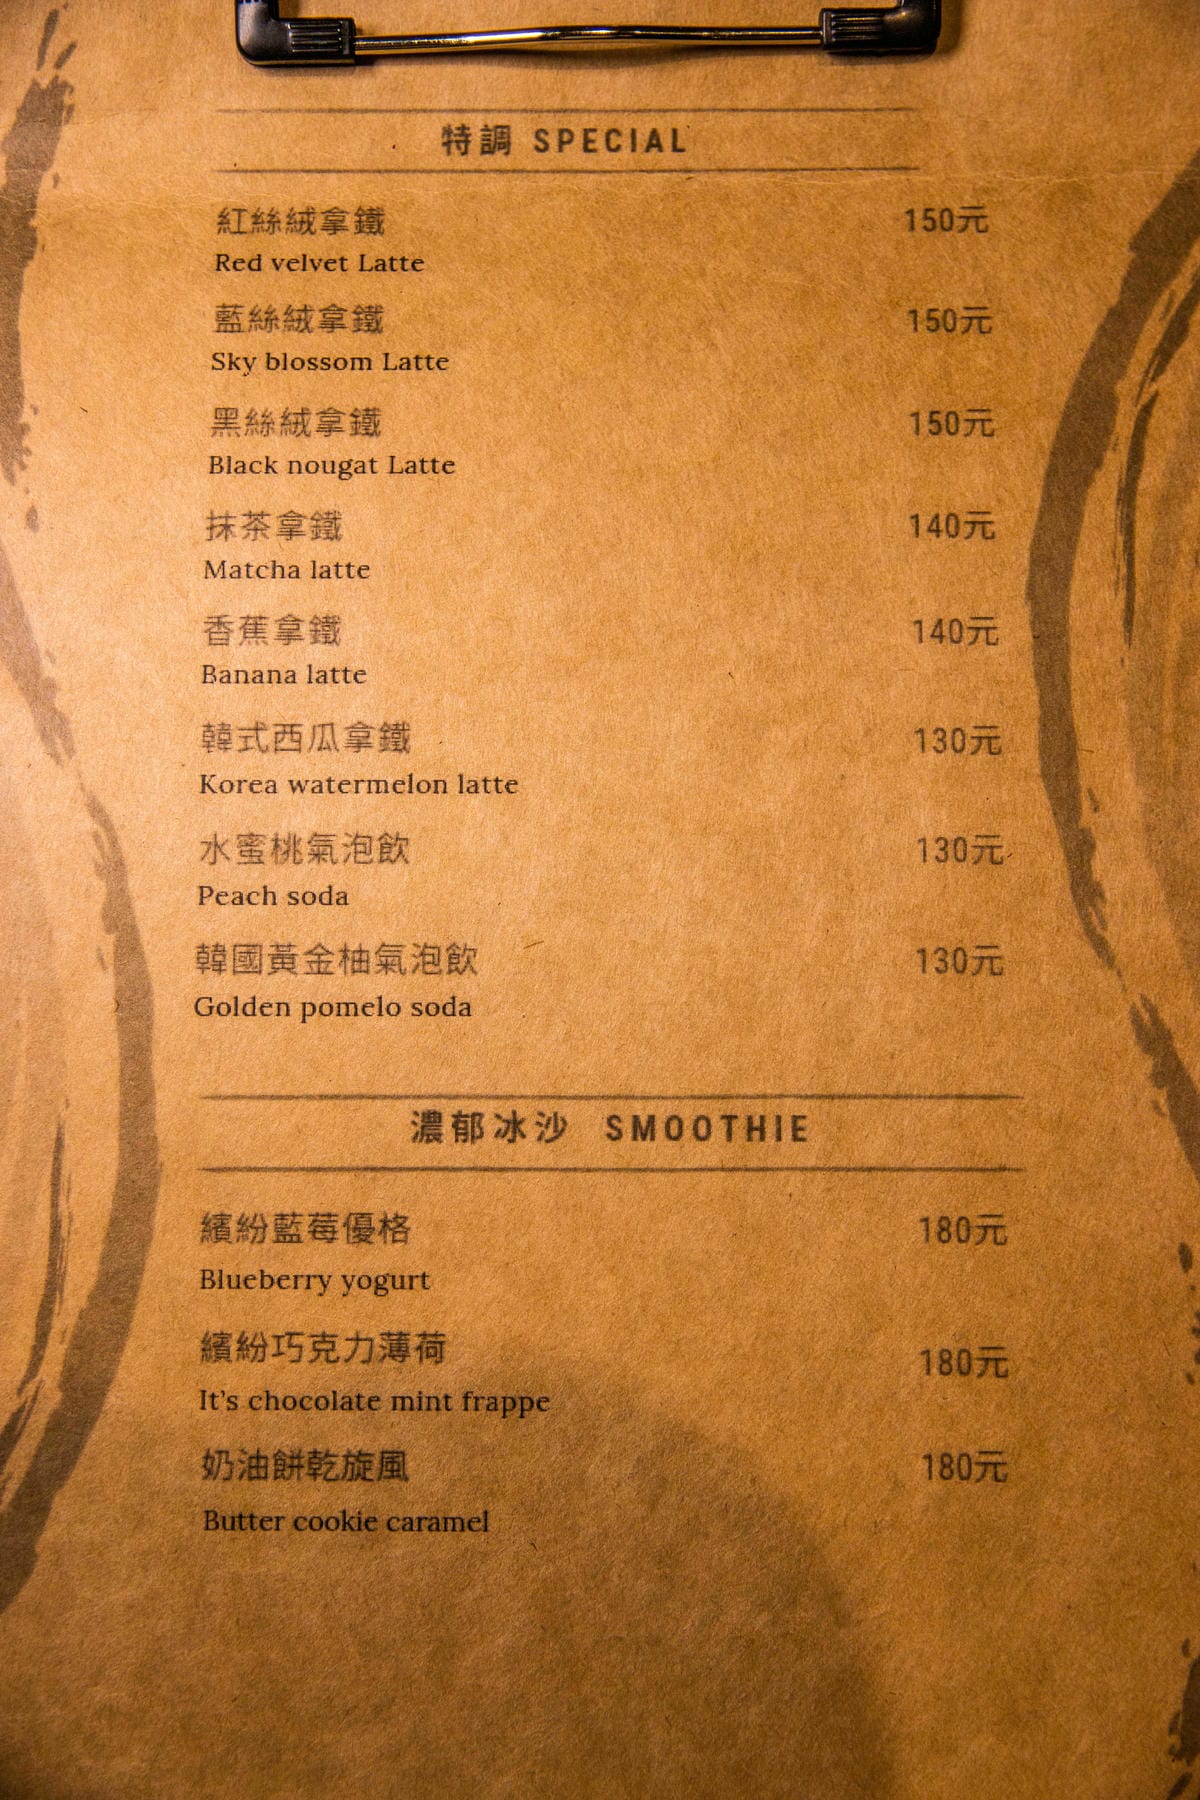 特調 SPECIAL
紅絲絨拿鐵 150元
Red velvet Latte
藍絲絨拿鐵 150元
Sky blossom Latte
黑絲絨拿鐵 150元
Black nougat Latte
抹茶拿鐵 140元
Matcha latte
香蕉拿鐵 140元
Banana latte
韓式西瓜拿鐵 130元
Korea watermelon latte
水蜜桃氣泡飲 130元
Peach soda
韓國黃金柚氣泡飲 130元
Golden pomelo soda
濃郁冰沙 SMOOTHIE
繽紛藍莓優格 180元
Blueberry yogurt
繽紛巧克力薄荷 180元
It's chocolate mint frappe
奶油餅乾旋風 180元
Butter cookie caramel